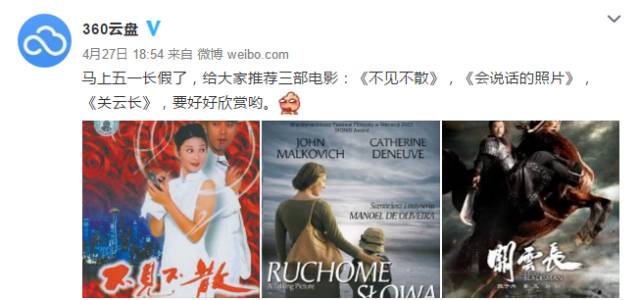 360云盘 V
4月27日 18:54 来自 微博 weibo.com
马上五一长假了，给大家推荐三部电影：《不见不散》，《会说话的照片》，
《关云长》，要好好欣赏哟。
不見不散
JOHN MALKOVICH
CATHERINE DENEUVE
Scenariusz i reżyseria
MANOEL DE OLIVEIRA
RUCHOME
SŁOWA
A Talking Picture
關雲長